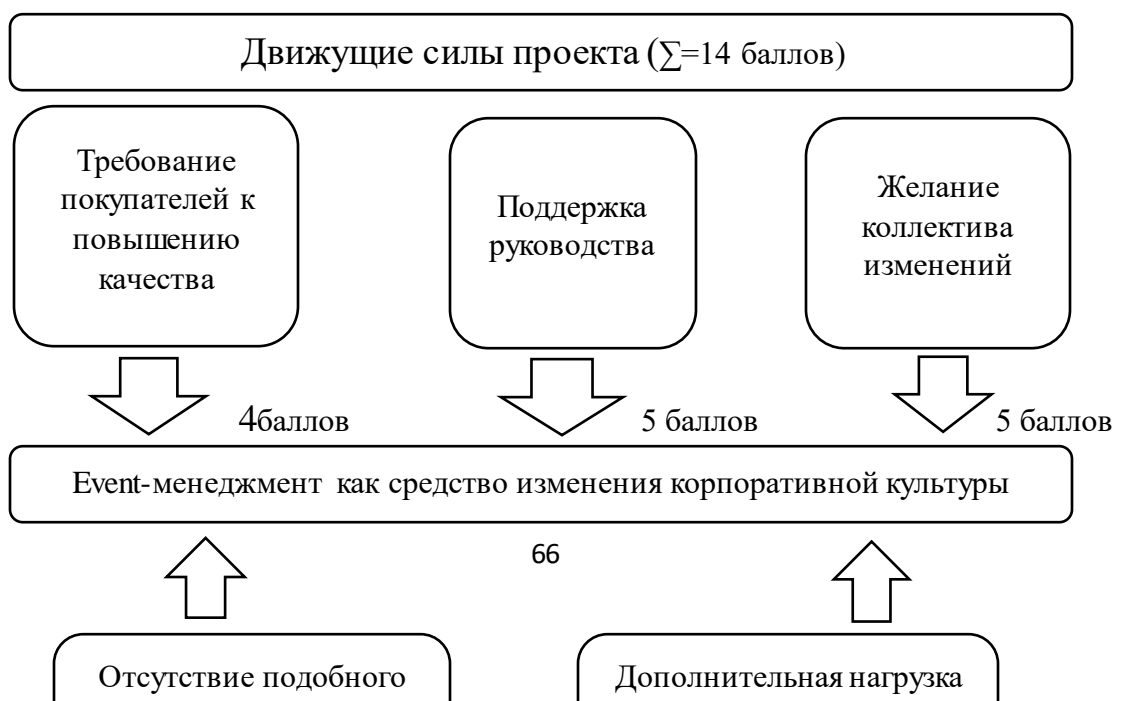 Движущие силы проекта (∑=14 баллов)
Требование
покупателей к
повышению
качества
Поддержка
руководства
Желание
коллектива
изменений
4баллов
5 баллов
5 баллов
Event-менеджмент как средство изменения корпоративной культуры
66
Отсутствие подобного
Дополнительная нагрузка